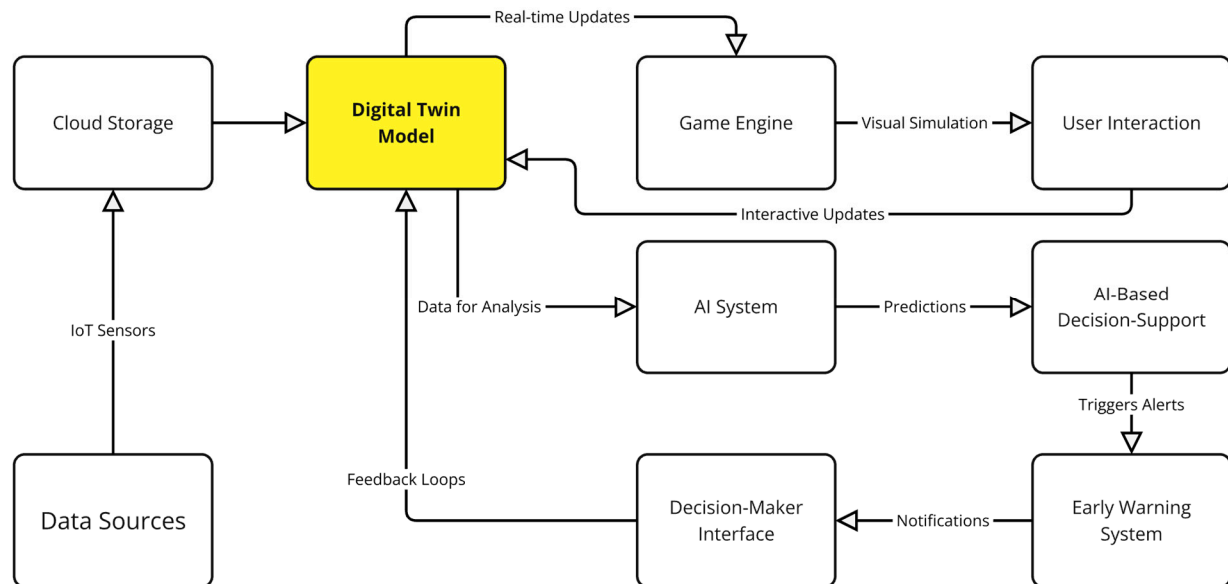 Real-time Updates
Cloud Storage
Digital Twin
Model
Game Engine
Visual Simulation
User Interaction
Interactive Updates
Data for Analysis
AI System
Predictions
AI-Based
Decision-Support
IoT Sensors
Triggers Alerts
Data Sources
Feedback Loops
Decision-Maker
Interface
Notifications
Early Warning
System